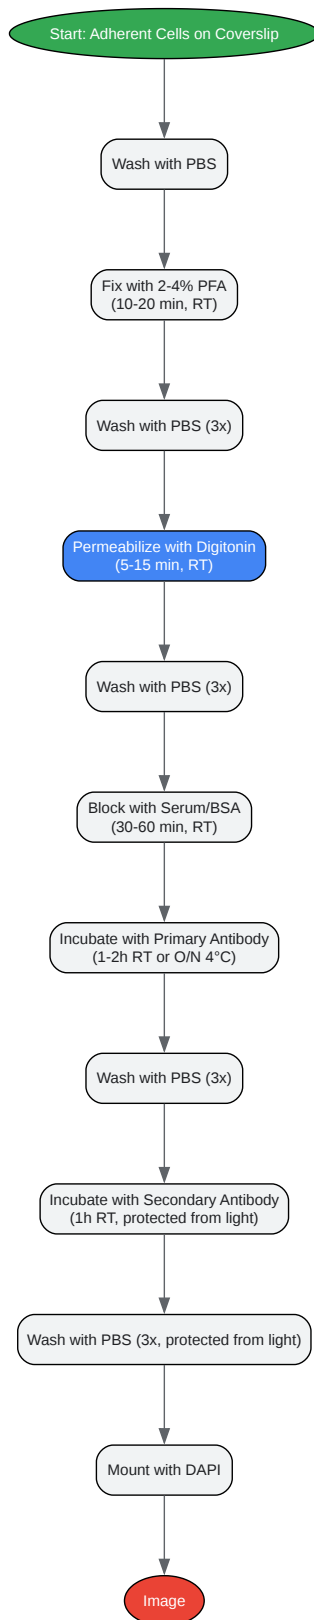 Start: Adherent Cells on Coverslip
Wash with PBS
Fix with 2-4% PFA
(10-20 min, RT)
Wash with PBS (3x)
Permeabilize with Digitonin
(5-15 min, RT)
Wash with PBS (3x)
Block with Serum/BSA
(30-60 min, RT)
Incubate with Primary Antibody
(1-2h RT or O/N 4°C)
Wash with PBS (3x)
Incubate with Secondary Antibody
(1h RT, protected from light)
Wash with PBS (3x, protected from light)
Mount with DAPI
Image